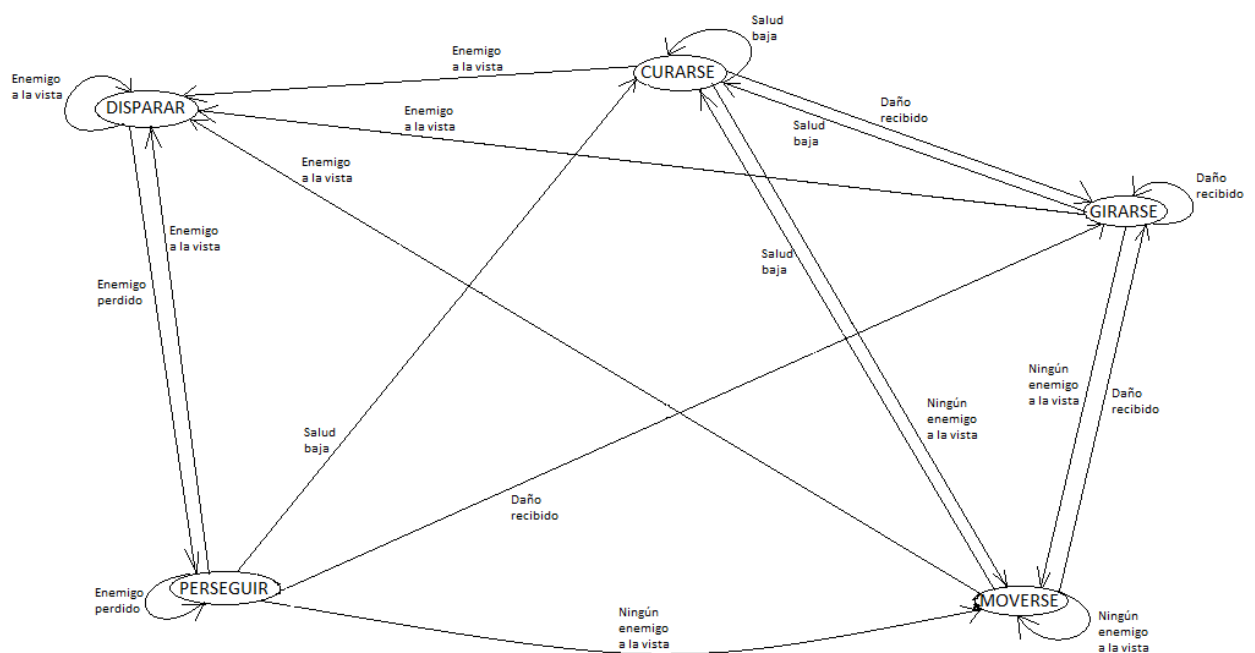 Salud
baja
Enemigo
a la vista
CURARSE
Enemigo
a la vista
DISPARAR
Daño
recibido
Enemigo
a la vista
Salud
baja
Enemigo
a la vista
Daño
recibido
GIRARSE
Enemigo
a la vista
Salud
baja
Enemigo
perdido
Ningún
enemigo
a la vista
Daño
recibido
Ningún
enemigo
a la vista
Salud
baja
Daño
recibido
PERSEGUIR
Enemigo
perdido
MOVERSE
Ningún
enemigo
a la vista
Ningún
enemigo
a la vista